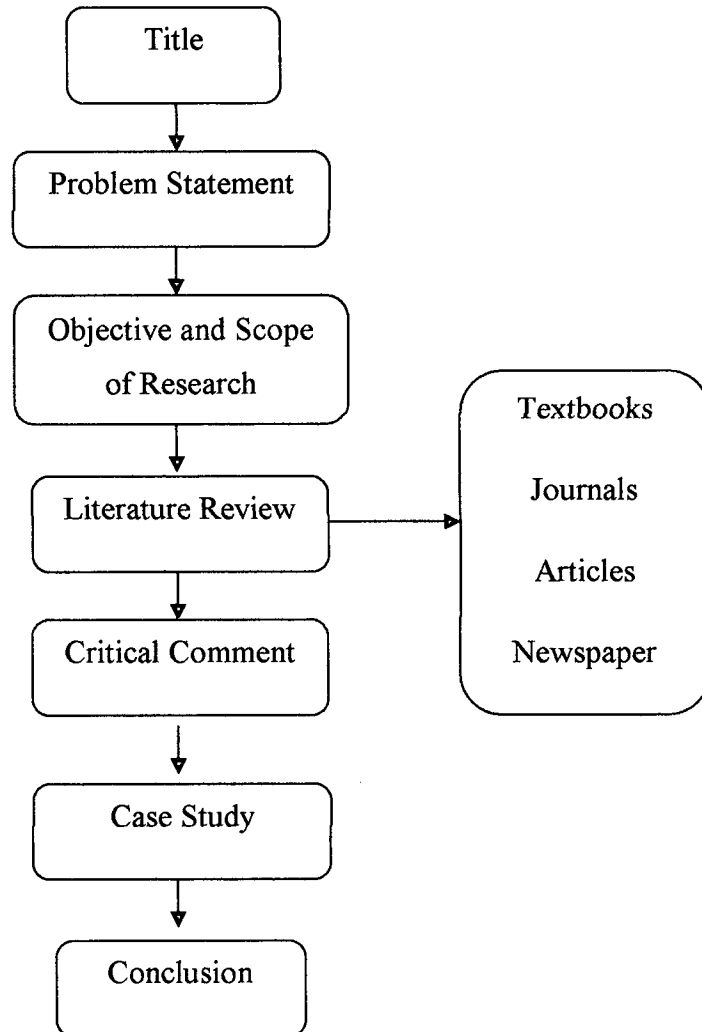 Title
Problem Statement
Objective and Scope
of Research
Literature Review
Textbooks
Journals
Articles
Newspaper
Critical Comment
Case Study
Conclusion